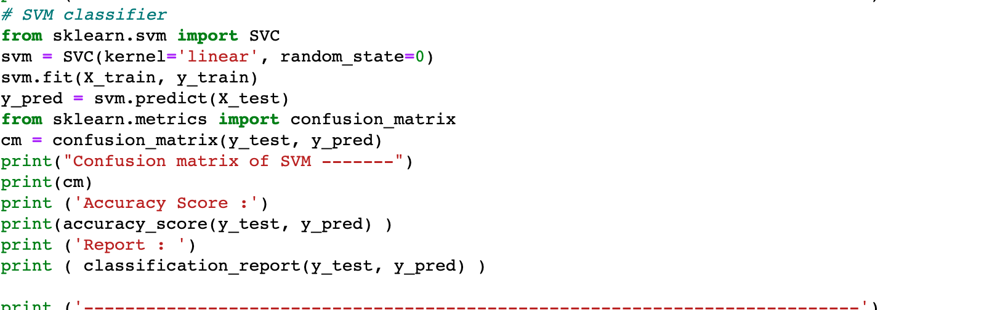 # SVM classifier
from sklearn.svm import SVC
svm = SVC(kernel='linear', random_state=0)
svm.fit(X_train, y_train)
y_pred = svm.predict(X_test)
from sklearn.metrics import confusion_matrix
cm = confusion_matrix(y_test, y_pred)
print("Confusion matrix of SVM -------")
print(cm)
print ('Accuracy Score :')
print(accuracy_score(y_test, y_pred) )
print ('Report : ')
print ( classification_report(y_test, y_pred) )
print ('---------------------------------------------------------------------------')